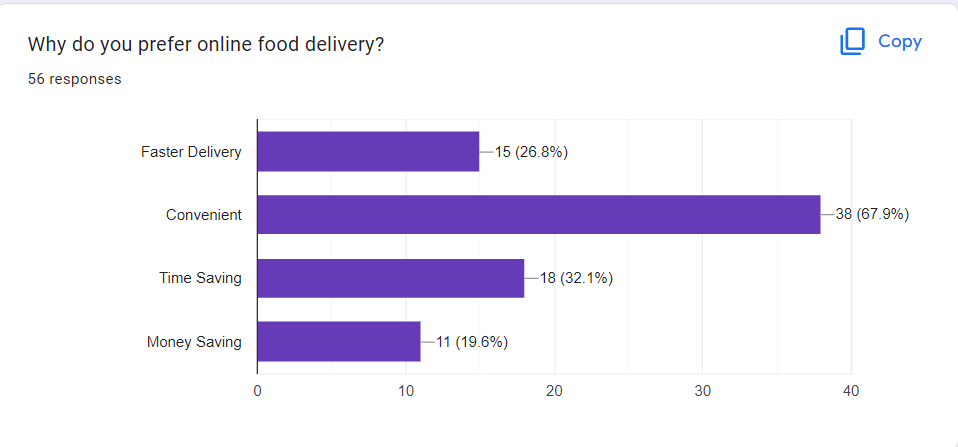 Why do you prefer online food delivery?
Copy
56 responses
Faster Delivery 15 (26.8%)
Convenient 38 (67.9%)
Time Saving 18 (32.1%)
Money Saving 11 (19.6%)
0 10 20 30 40